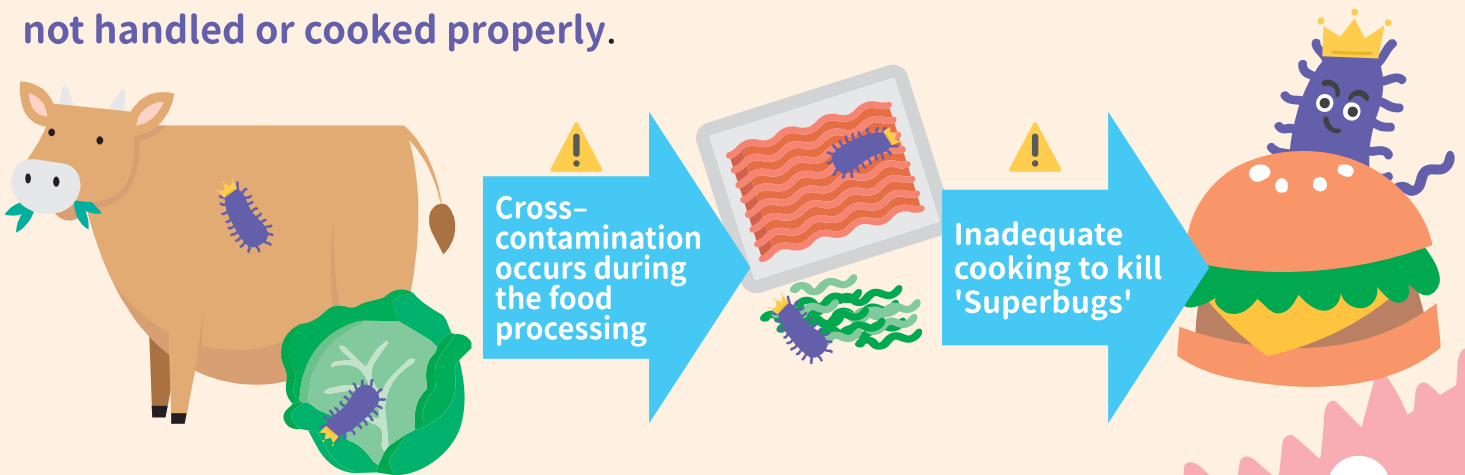 not handled or cooked properly.
Cross-
contamination
occurs during
the food
processing
Inadequate
cooking to kill
'Superbugs'